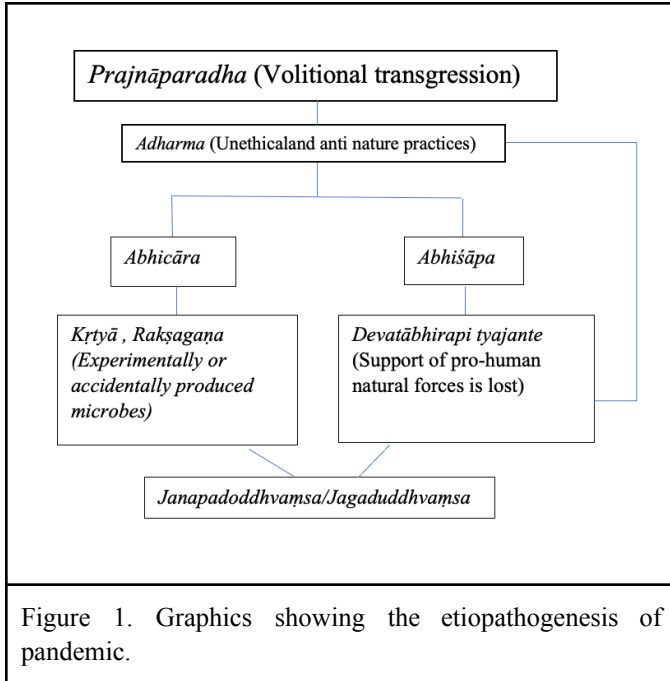 Prajnāparadha (Volitional transgression)
Adharma (Unethicaland anti nature practices)
Abhicāra
Abhiśāpa
Kṛtyā , Rakṣagaṇa
(Experimentally or
accidentally produced
microbes)
Devatābhirapi tyajante
(Support of pro-human
natural forces is lost)
Janapadoddhvaṃsa/Jagaduddhvaṃsa
Figure 1. Graphics showing the etiopathogenesis of
pandemic.